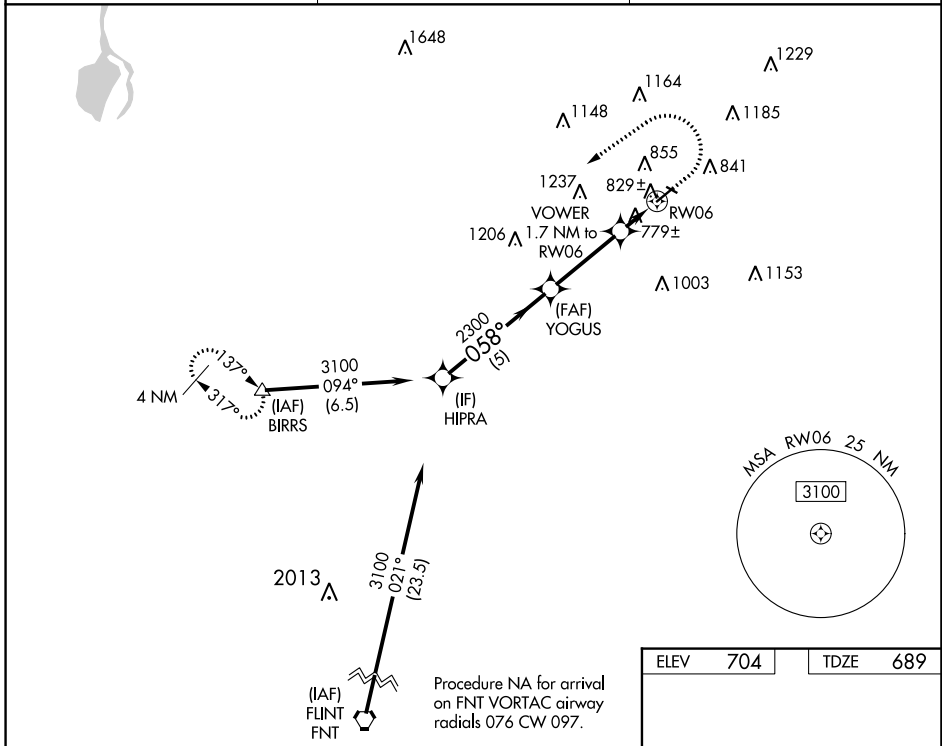 1648
1229
1164
1148
1185
855
841
1237
829±
VOWER
1.7 NM to
RW06
RW06
1206
779±
1003
1153
(FAF)
YOGUS
2300
058°
(5)
3100
094°
(6.5)
137°
317°
4 NM
(IAF)
BIRRS
(IF)
HIPRA
MSA RW06 25 NM
3100
3100
021°
(23.5)
2013
(IAF)
FLINT
FNT
Procedure NA for arrival
on FNT VORTAC airway
radials 076 CW 097.
ELEV 704
TDZE 689